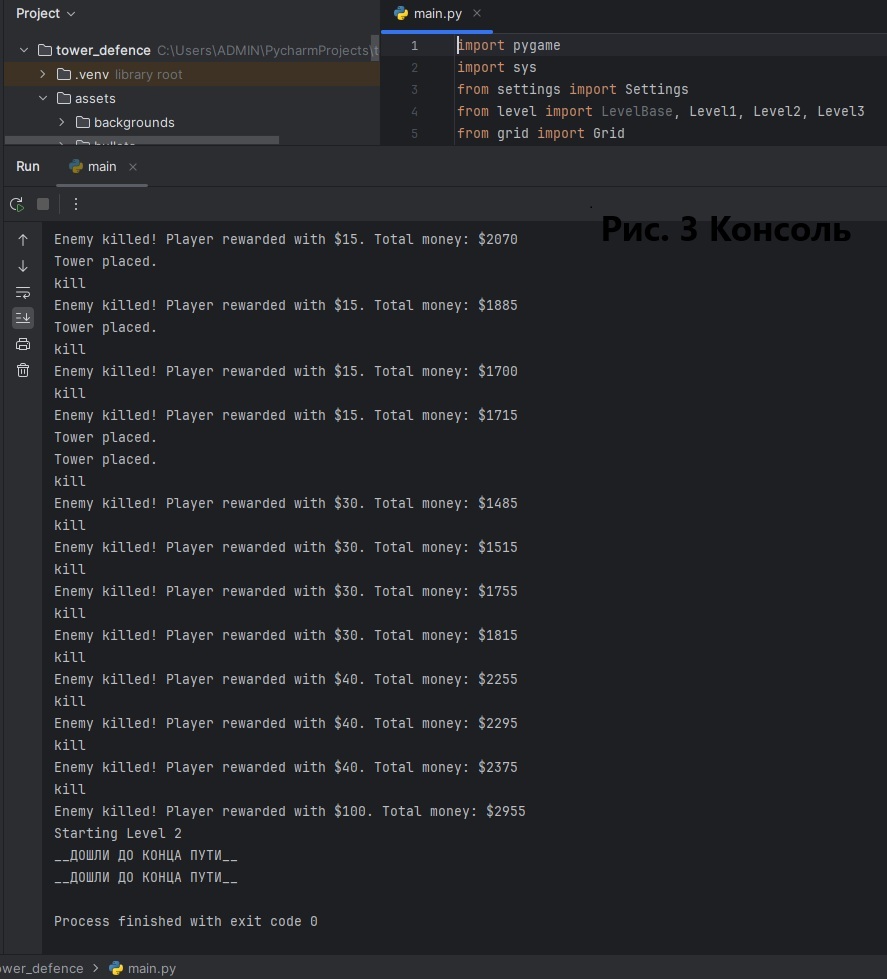 Project
main.py
tower_defence C:\Users\ADMIN\PycharmProjects\t
.venv library root
assets
backgrounds
1 import pygame
2 import sys
3 from settings import Settings
4 from level import LevelBase, Level1, Level2, Level3
5 from grid import Grid
Run main
Рис. 3 Консоль
Enemy killed! Player rewarded with $15. Total money: $2070
Tower placed.
kill
Enemy killed! Player rewarded with $15. Total money: $1885
Tower placed.
kill
Enemy killed! Player rewarded with $15. Total money: $1700
kill
Enemy killed! Player rewarded with $15. Total money: $1715
Tower placed.
Tower placed.
kill
Enemy killed! Player rewarded with $30. Total money: $1485
kill
Enemy killed! Player rewarded with $30. Total money: $1515
kill
Enemy killed! Player rewarded with $30. Total money: $1755
kill
Enemy killed! Player rewarded with $30. Total money: $1815
kill
Enemy killed! Player rewarded with $40. Total money: $2255
kill
Enemy killed! Player rewarded with $40. Total money: $2295
kill
Enemy killed! Player rewarded with $40. Total money: $2375
kill
Enemy killed! Player rewarded with $100. Total money: $2955
Starting Level 2
__ДОШЛИ ДО КОНЦА ПУТИ__
__ДОШЛИ ДО КОНЦА ПУТИ__
Process finished with exit code 0
ower_defence > main.py